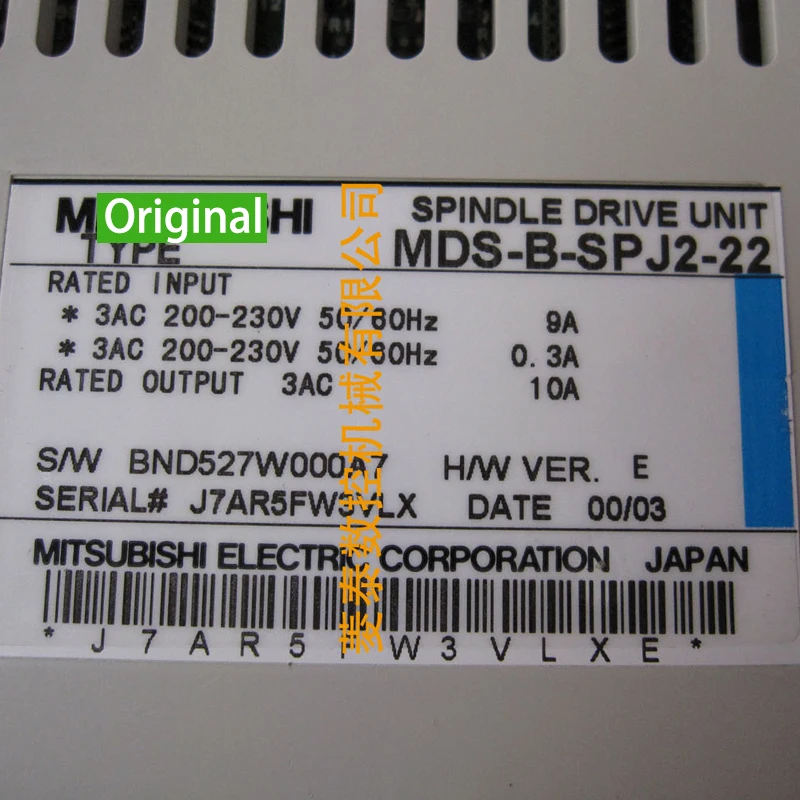 Original
SPINDLE DRIVE UNIT
TYPE MDS-B-SPJ2-22
RATED INPUT
* 3AC 200-230V 50/60Hz 9A
* 3AC 200-230V 50/60Hz 0.3A
RATED OUTPUT 3AC 10A
S/W BND527W000A7 H/W VER. E
SERIAL# J7AR5FW3VLX DATE 00/03
MITSUBISHI ELECTRIC CORPORATION JAPAN
*J7AR5FW3VLXE*
菱泰数控机械有限公司